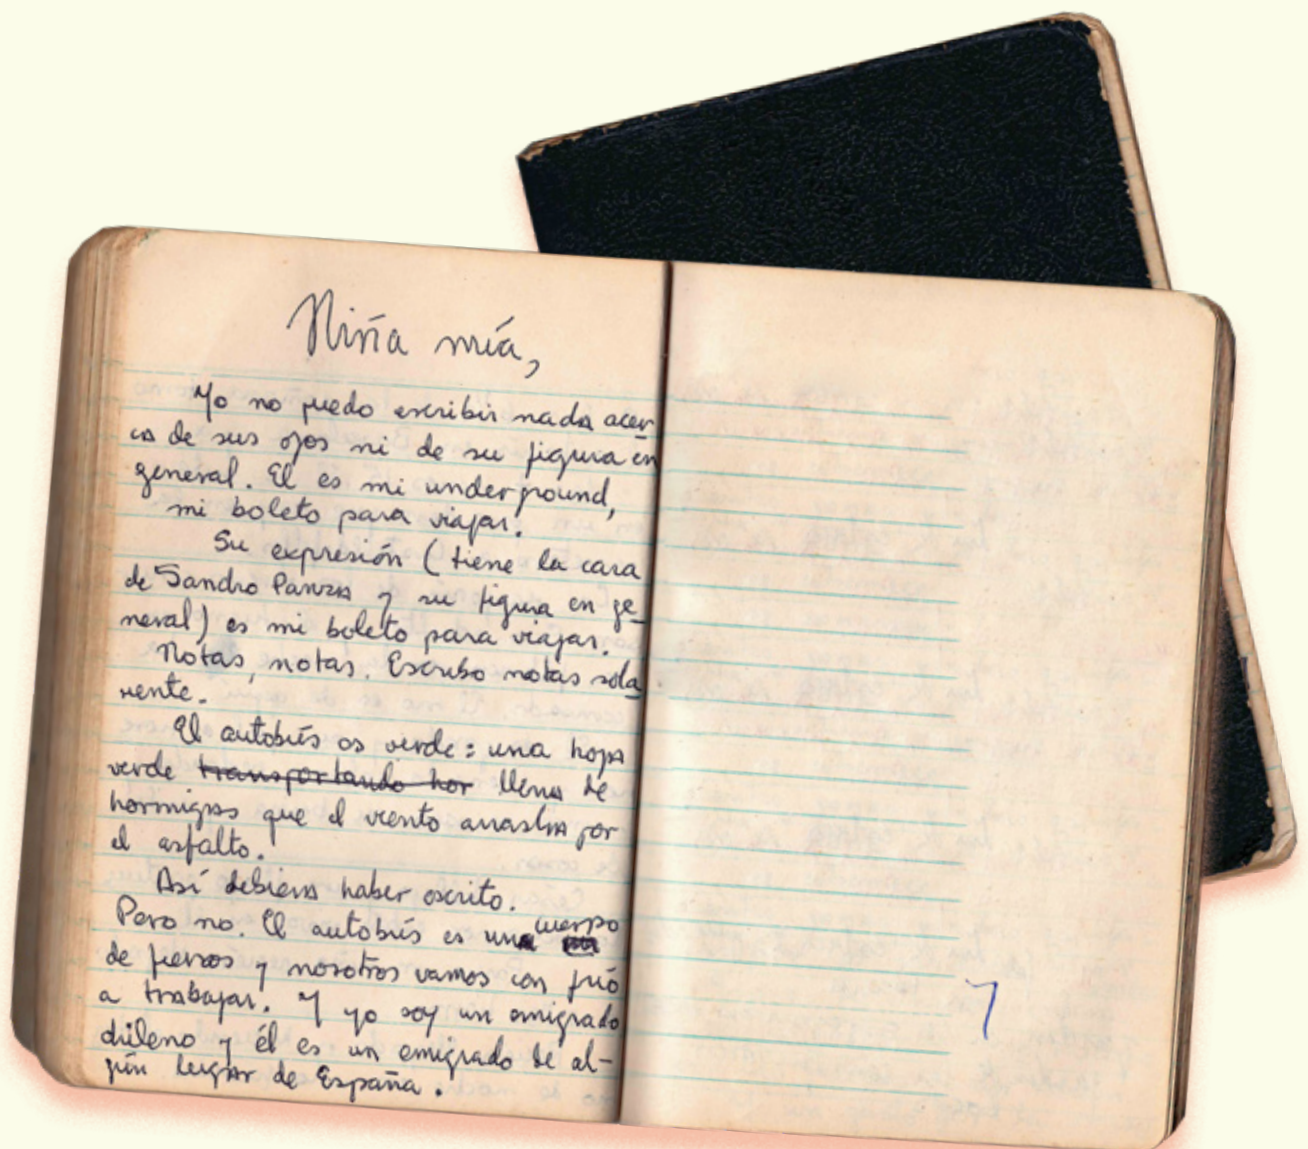 Niña mía,
Yo no puedo escribir nada acer-
ca de sus ojos ni de su figura en
general. El es mi underground,
mi boleto para viajar.
Su expresión (tiene la cara
de Sandro Panza y su figura en ge-
neral) es mi boleto para viajar.
Notas, notas. Escribo notas sola-
mente.
El autobús es verde: una hoja
verde transportando hor llena de
hormigas que el viento arrastra por
el asfalto.
Así debiera haber escrito.
Pero no. El autobús es un cuerpo
de fierros y nosotros vamos con frío
a trabajar. Y yo soy un emigrado
chileno y él es un emigrado de al-
gún lugar de España.
7